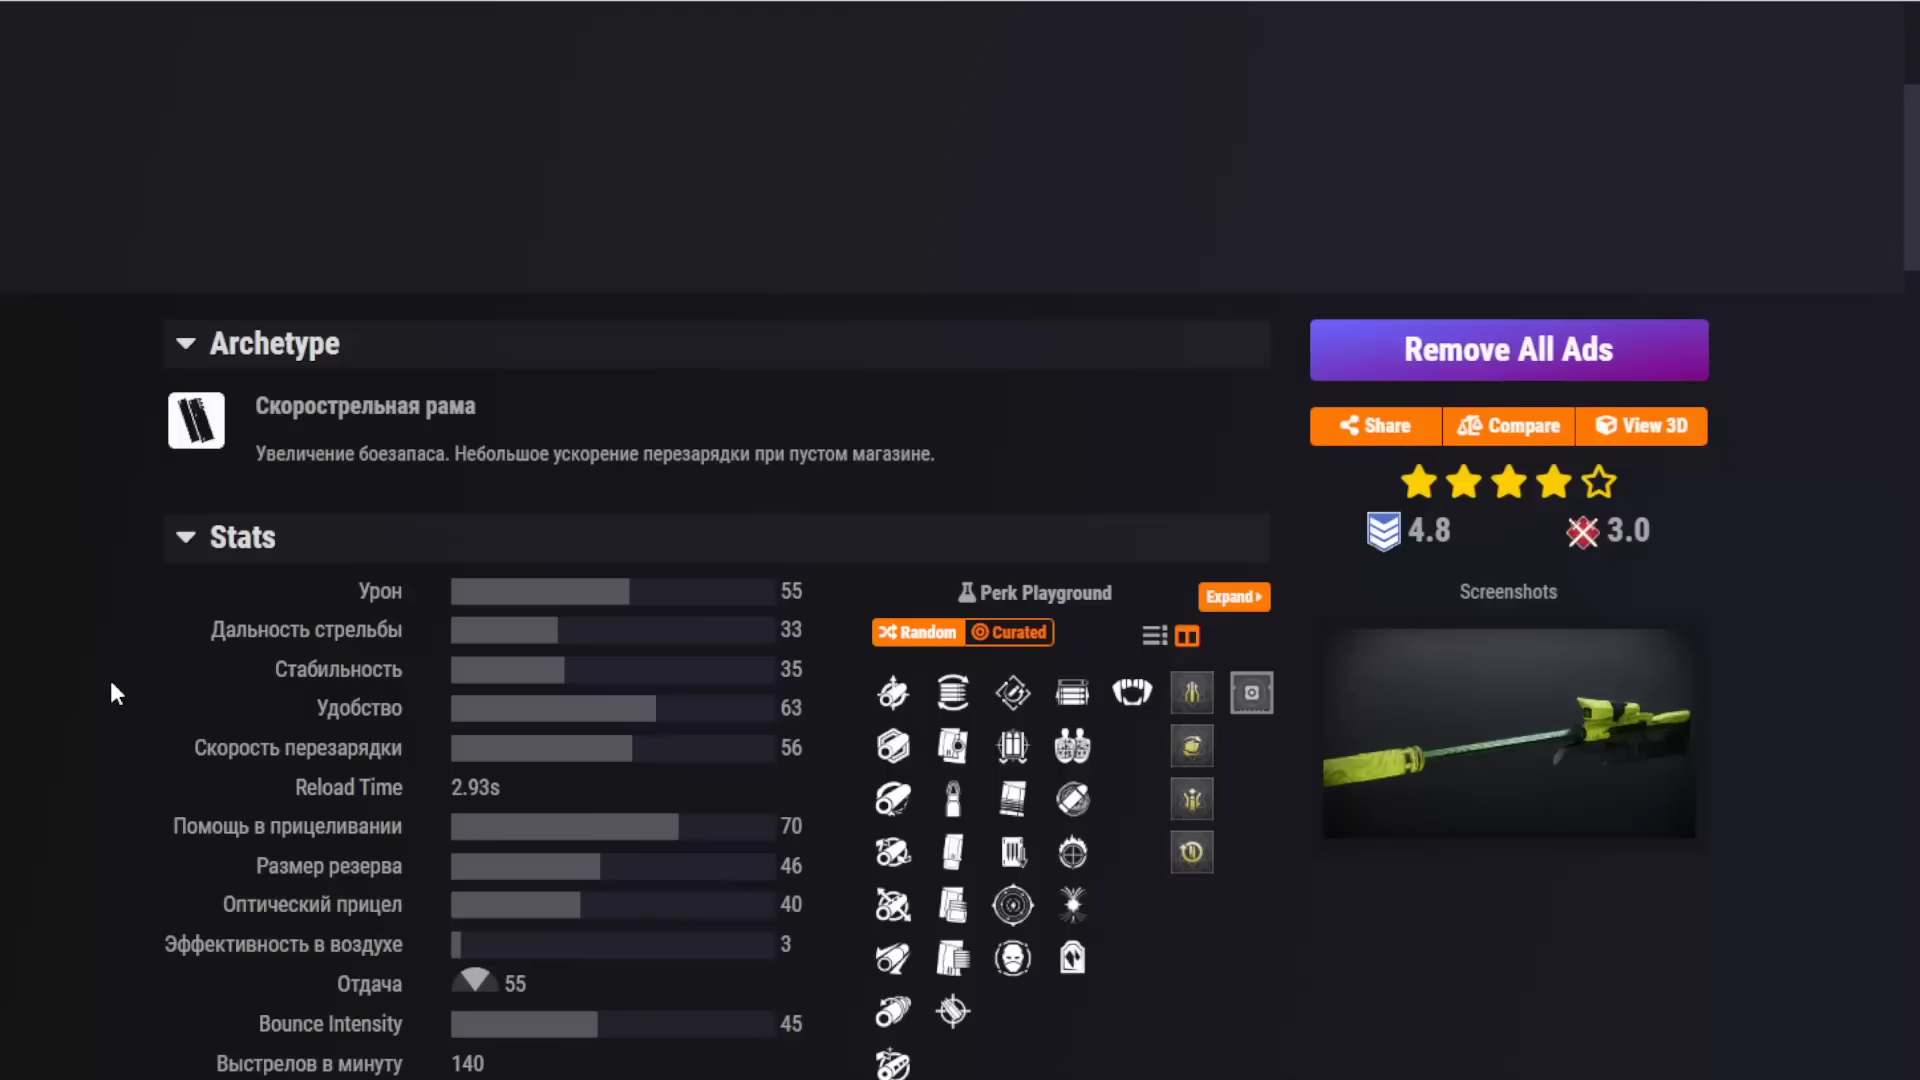 Archetype
Скорострельная рама
Увеличение боезапаса. Небольшое ускорение перезарядки при пустом магазине.
Stats
Урон 55
Дальность стрельбы 33
Стабильность 35
Удобство 63
Скорость перезарядки 56
Reload Time 2.93s
Помощь в прицеливании 70
Размер резерва 46
Оптический прицел 40
Эффективность в воздухе 3
Отдача 55
Bounce Intensity 45
Выстрелов в минуту 140
Perk Playground
Expand
Random Curated
Remove All Ads
Share Compare View 3D
4.8 3.0
Screenshots